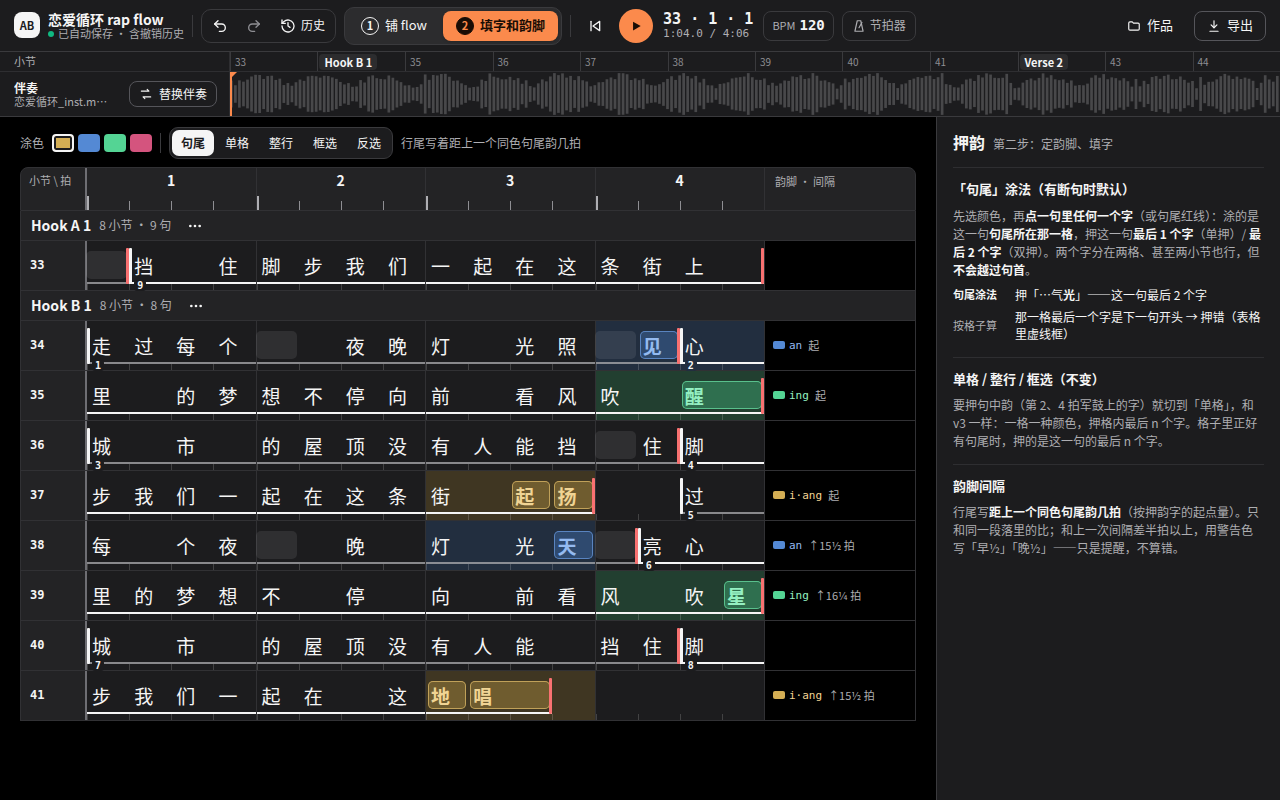 AB 恋爱循环 rap flow
已自动保存 · 含撤销历史
历史
1 铺 flow
2 填字和韵脚
33 · 1 · 1
1:04.0 / 4:06
BPM 120
节拍器
作品
导出
小节 33 Hook B 1 35 36 37 38 39 40 41 Verse 2 43 44
伴奏
恋爱循环_inst.m…
替换伴奏
涂色 句尾 单格 整行 框选 反选 行尾写着距上一个同色句尾韵几拍
小节 \ 拍 1 2 3 4 韵脚 · 间隔
Hook A 1 8 小节 · 9 句 ···
33 挡 住 脚 步 我 们 一 起 在 这 条 街 上
9
Hook B 1 8 小节 · 8 句 ···
34 走 过 每 个 夜 晚 灯 光 照 见 心 an 起
1 2
35 里 的 梦 想 不 停 向 前 看 风 吹 醒 ing 起
36 城 市 的 屋 顶 没 有 人 能 挡 住 脚
3 4
37 步 我 们 一 起 在 这 条 街 起 扬 过 i·ang 起
5
38 每 个 夜 晚 灯 光 天 亮 心 an ↑15½ 拍
6
39 里 的 梦 想 不 停 向 前 看 风 吹 星 ing ↑16¼ 拍
40 城 市 的 屋 顶 没 有 人 能 挡 住 脚
7 8
41 步 我 们 一 起 在 这 地 唱 i·ang ↑15½ 拍
押韵 第二步：定韵脚、填字
「句尾」涂法（有断句时默认）
先选颜色，再点一句里任何一个字（或句尾红线）：涂的是
这一句句尾所在那一格，押这一句最后 1 个字（单押）/ 最
后 2 个字（双押）。两个字分在两格、甚至两小节也行，但
不会越过句首。
句尾涂法 押「…气光」——这一句最后 2 个字
按格子算 那一格最后一个字是下一句开头 → 押错（表格
里虚线框）
单格 / 整行 / 框选（不变）
要押句中韵（第 2、4 拍军鼓上的字）就切到「单格」，和
v3 一样：一格一种颜色，押格内最后 n 个字。格子里正好
有句尾时，押的是这一句的最后 n 个字。
韵脚间隔
行尾写距上一个同色句尾韵几拍（按押韵字的起点量）。只
和同一段落里的比；和上一次间隔差半拍以上，用警告色
写「早½」「晚½」——只是提醒，不算错。